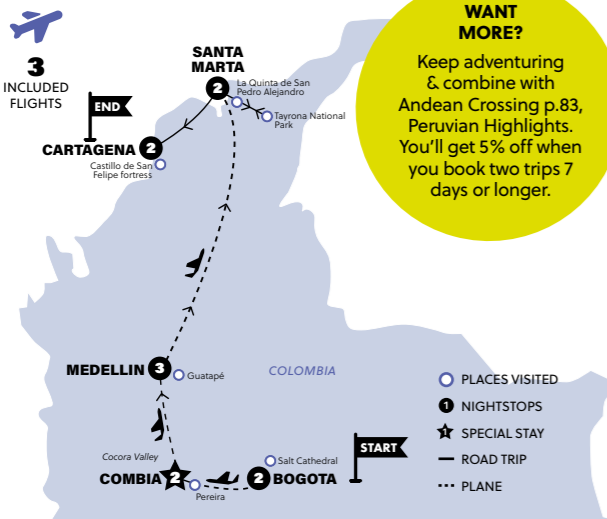 3
INCLUDED
FLIGHTS
WANT
MORE?
Keep adventuring
& combine with
Andean Crossing p.83,
Peruvian Highlights.
You'll get 5% off when
you book two trips 7
days or longer.
SANTA
MARTA
2
La Quinta de San
Pedro Alejandro
Tayrona National
Park
END
CARTAGENA
2
Castillo de San
Felipe fortress
MEDELLIN
3
Guatapé
COLOMBIA
Cocora Valley
COMBIA
2
Pereira
Salt Cathedral
2
BOGOTA
START
PLACES VISITED
1
NIGHTSTOPS
1
SPECIAL STAY
ROAD TRIP
PLANE